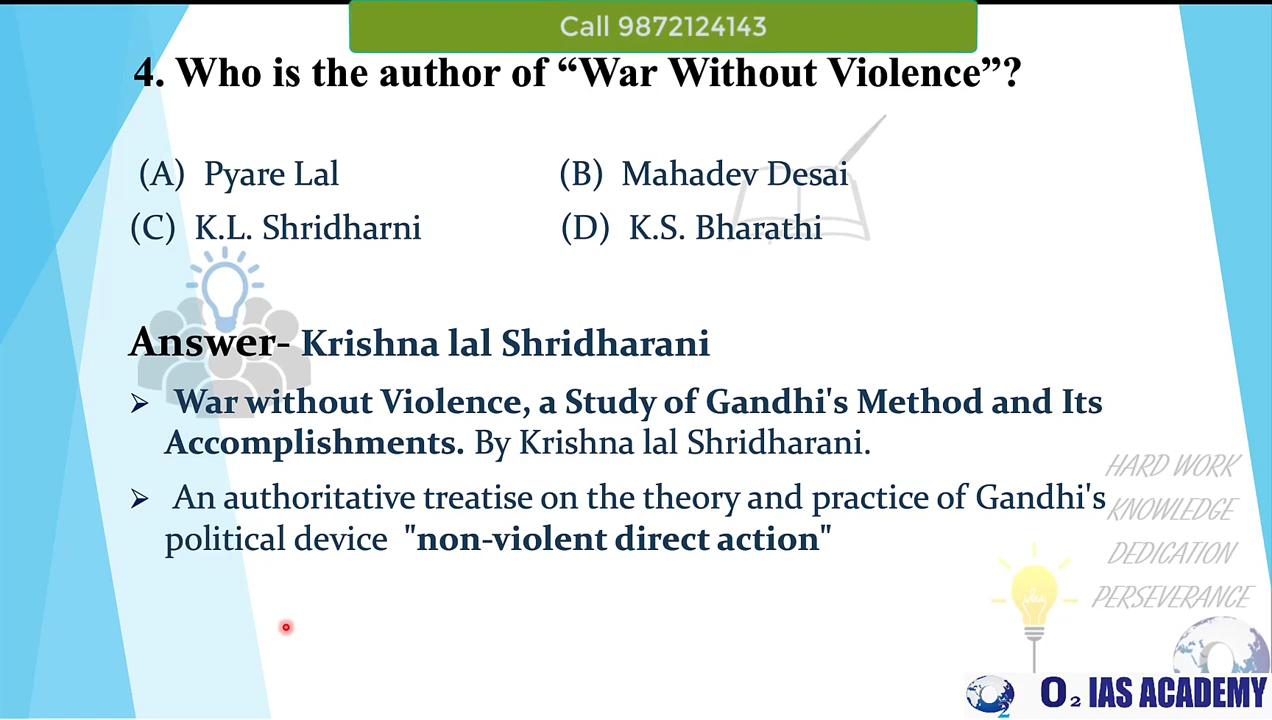 Call 9872124143
4. Who is the author of “War Without Violence”?
(A) Pyare Lal (B) Mahadev Desai
(C) K.L. Shridharni (D) K.S. Bharathi
Answer- Krishna lal Shridharani
➢ War without Violence, a Study of Gandhi's Method and Its
Accomplishments. By Krishna lal Shridharani.
➢ An authoritative treatise on the theory and practice of Gandhi's
political device "non-violent direct action"
HARD WORK
KNOWLEDGE
DEDICATION
PERSEVERANCE
idea
O2 O2 IAS ACADEMY